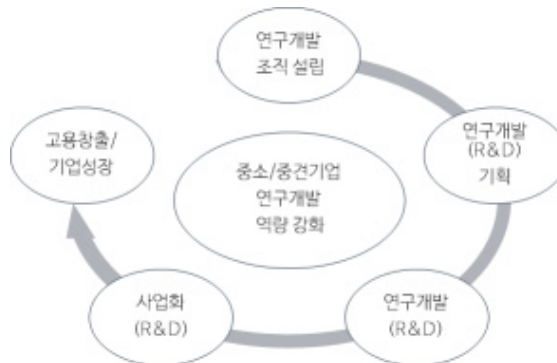 연구개발
조직 설립
연구개발
(R&D)
기획
고용창출/
기업성장
중소/중견기업
연구개발
역량 강화
사업화
(R&D)
연구개발
(R&D)